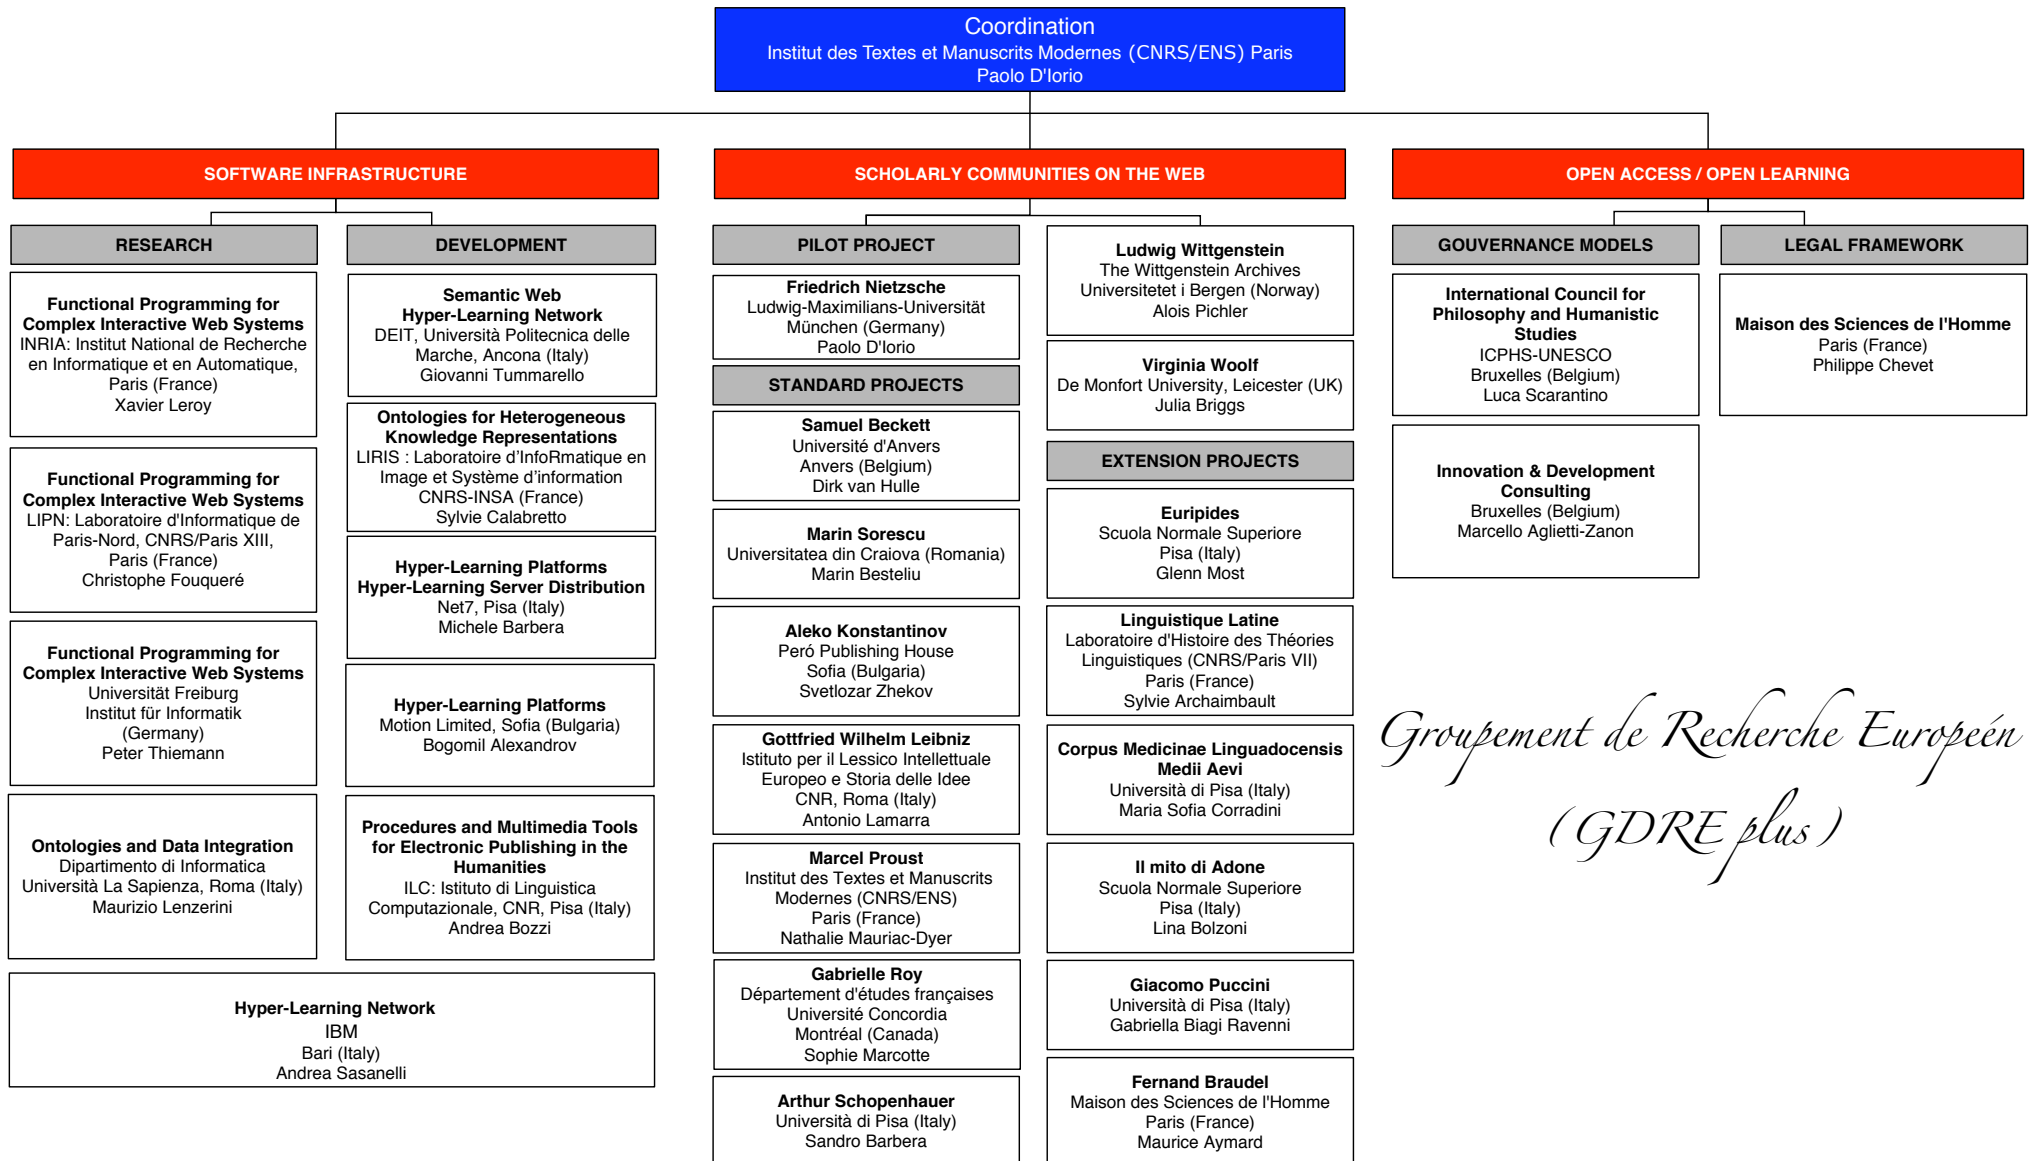 Coordination
Institut des Textes et Manuscrits Modernes (CNRS/ENS) Paris
Paolo D'Iorio
SOFTWARE INFRASTRUCTURE
RESEARCH
Functional Programming for
Complex Interactive Web Systems
INRIA: Institut National de Recherche
en Informatique et en Automatique,
Paris (France)
Xavier Leroy
Functional Programming for
Complex Interactive Web Systems
LIPN: Laboratoire d'Informatique de
Paris-Nord, CNRS/Paris XIII,
Paris (France)
Christophe Fouqueré
Functional Programming for
Complex Interactive Web Systems
Universität Freiburg
Institut für Informatik
(Germany)
Peter Thiemann
Ontologies and Data Integration
Dipartimento di Informatica
Università La Sapienza, Roma (Italy)
Maurizio Lenzerini
DEVELOPMENT
Semantic Web
Hyper-Learning Network
DEIT, Università Politecnica delle
Marche, Ancona (Italy)
Giovanni Tummarello
Ontologies for Heterogeneous
Knowledge Representations
LIRIS : Laboratoire d’InfoRmatique en
Image et Système d’information
CNRS-INSA (France)
Sylvie Calabretto
Hyper-Learning Platforms
Hyper-Learning Server Distribution
Net7, Pisa (Italy)
Michele Barbera
Hyper-Learning Platforms
Motion Limited, Sofia (Bulgaria)
Bogomil Alexandrov
Procedures and Multimedia Tools
for Electronic Publishing in the
Humanities
ILC: Istituto di Linguistica
Computazionale, CNR, Pisa (Italy)
Andrea Bozzi
Hyper-Learning Network
IBM
Bari (Italy)
Andrea Sasanelli
SCHOLARLY COMMUNITIES ON THE WEB
PILOT PROJECT
Friedrich Nietzsche
Ludwig-Maximilians-Universität
München (Germany)
Paolo D'Iorio
STANDARD PROJECTS
Samuel Beckett
Université d'Anvers
Anvers (Belgium)
Dirk van Hulle
Marin Sorescu
Universitatea din Craiova (Romania)
Marin Besteliu
Aleko Konstantinov
Peró Publishing House
Sofia (Bulgaria)
Svetlozar Zhekov
Gottfried Wilhelm Leibniz
Istituto per il Lessico Intellettuale
Europeo e Storia delle Idee
CNR, Roma (Italy)
Antonio Lamarra
Marcel Proust
Institut des Textes et Manuscrits
Modernes (CNRS/ENS)
Paris (France)
Nathalie Mauriac-Dyer
Gabrielle Roy
Département d'études françaises
Université Concordia
Montréal (Canada)
Sophie Marcotte
Arthur Schopenhauer
Università di Pisa (Italy)
Sandro Barbera
Ludwig Wittgenstein
The Wittgenstein Archives
Universitetet i Bergen (Norway)
Alois Pichler
Virginia Woolf
De Monfort University, Leicester (UK)
Julia Briggs
EXTENSION PROJECTS
Euripides
Scuola Normale Superiore
Pisa (Italy)
Glenn Most
Linguistique Latine
Laboratoire d'Histoire des Théories
Linguistiques (CNRS/Paris VII)
Paris (France)
Sylvie Archaimbault
Corpus Medicinae Linguadocensis
Medii Aevi
Università di Pisa (Italy)
Maria Sofia Corradini
Il mito di Adone
Scuola Normale Superiore
Pisa (Italy)
Lina Bolzoni
Giacomo Puccini
Università di Pisa (Italy)
Gabriella Biagi Ravenni
Fernand Braudel
Maison des Sciences de l'Homme
Paris (France)
Maurice Aymard
OPEN ACCESS / OPEN LEARNING
GOUVERNANCE MODELS
International Council for
Philosophy and Humanistic
Studies
ICPHS-UNESCO
Bruxelles (Belgium)
Luca Scarantino
Innovation & Development
Consulting
Bruxelles (Belgium)
Marcello Aglietti-Zanon
LEGAL FRAMEWORK
Maison des Sciences de l'Homme
Paris (France)
Philippe Chevet
Groupement de Recherche Europeén
(GDRE plus)